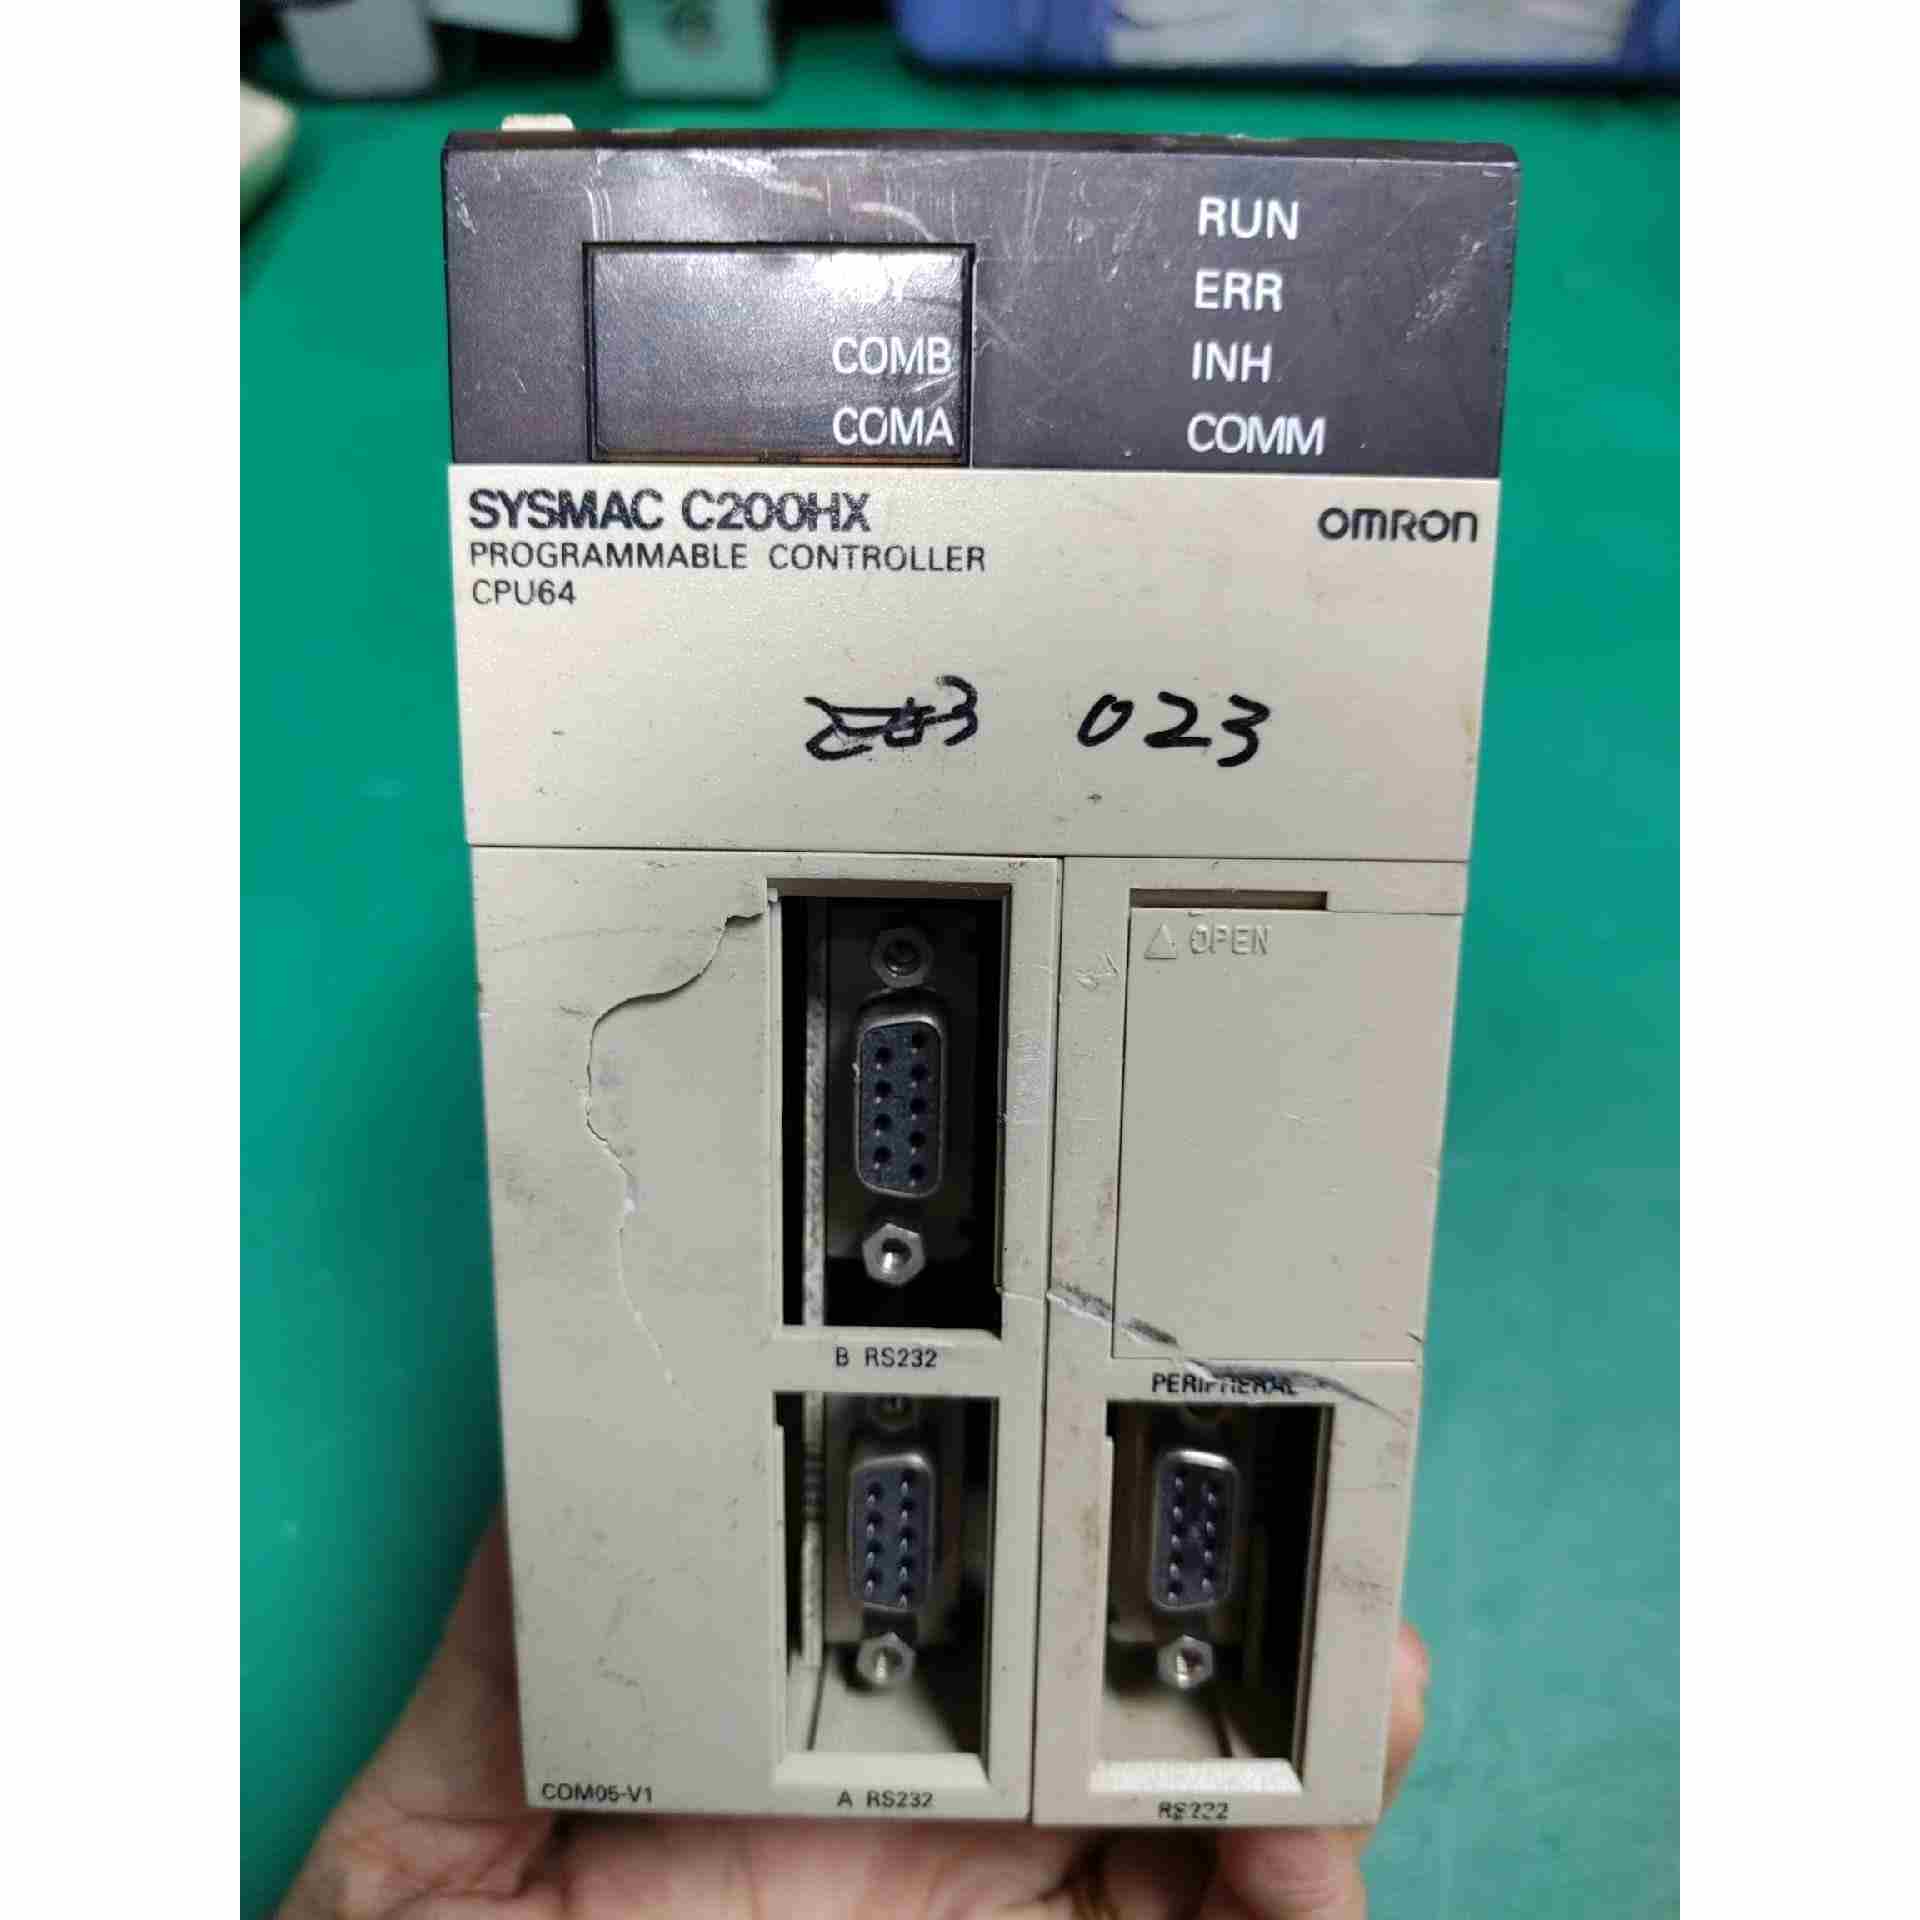 RUN
ERR
INH
COMM
COMB
COMA
SYSMAC C200HX
PROGRAMMABLE CONTROLLER
CPU64
OMRON
023
OPEN
B RS232
PERIPHERAL
COM05-V1
A RS232
RS232